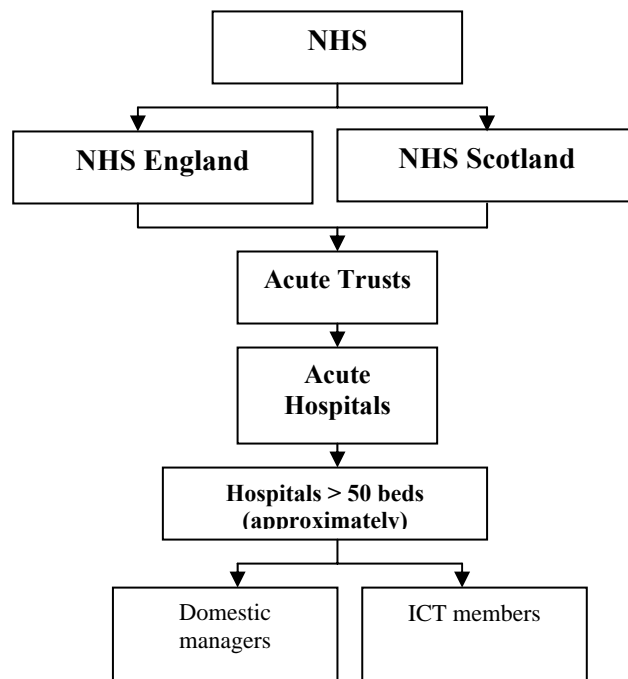 NHS
NHS England
NHS Scotland
Acute Trusts
Acute
Hospitals
Hospitals > 50 beds
(approximately)
Domestic
managers
ICT members